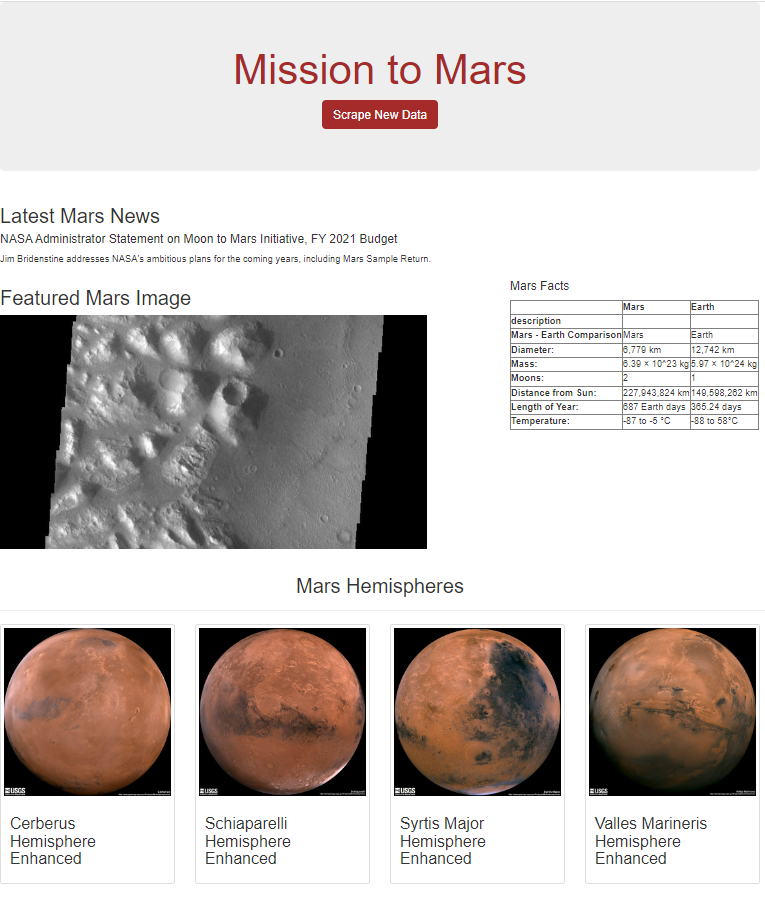 Mission to Mars
Scrape New Data
Latest Mars News
NASA Administrator Statement on Moon to Mars Initiative, FY 2021 Budget
Jim Bridenstine addresses NASA's ambitious plans for the coming years, including Mars Sample Return.
Featured Mars Image
Mars Facts
Mars Earth
description
Mars - Earth Comparison Mars Earth
Diameter: 6,779 km 12,742 km
Mass: 6.39 × 10^23 kg 5.97 × 10^24 kg
Moons: 2 1
Distance from Sun: 227,943,824 km 149,598,262 km
Length of Year: 687 Earth days 365.24 days
Temperature: -87 to -5 °C -88 to 58°C
Mars Hemispheres
USGS
USGS
USGS
USGS
Cerberus
Hemisphere
Enhanced
Schiaparelli
Hemisphere
Enhanced
Syrtis Major
Hemisphere
Enhanced
Valles Marineris
Hemisphere
Enhanced